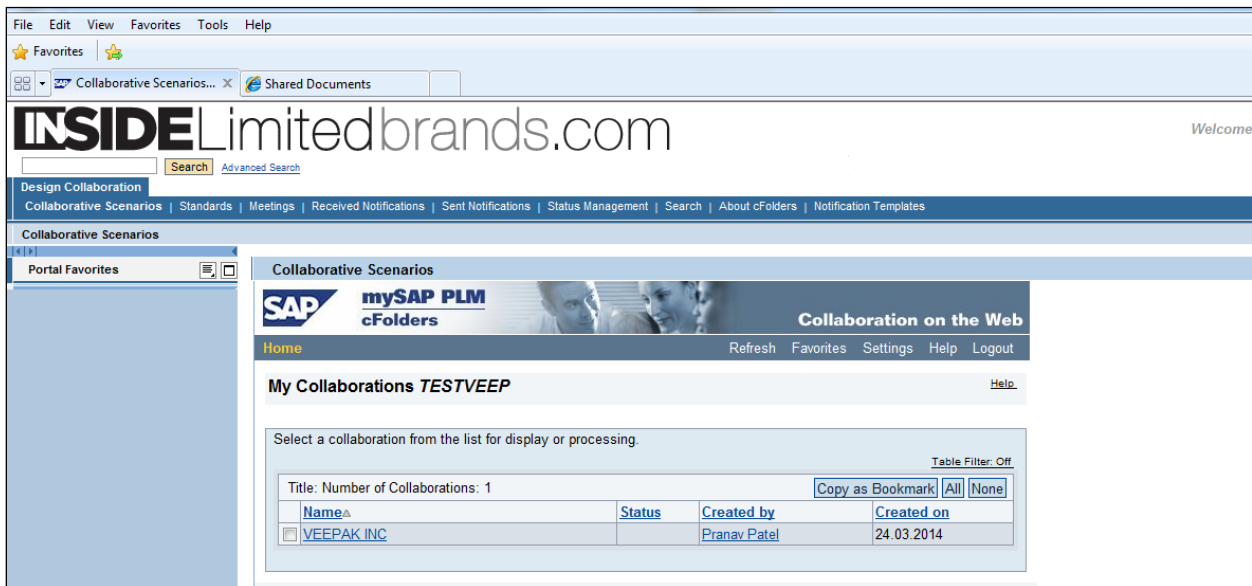 File Edit View Favorites Tools Help
Favorites
Collaborative Scenarios... X Shared Documents
INSIDELimitedbrands.com
Welcome
Search Advanced Search
Design Collaboration
Collaborative Scenarios | Standards | Meetings | Received Notifications | Sent Notifications | Status Management | Search | About cFolders | Notification Templates
Collaborative Scenarios
Portal Favorites
Collaborative Scenarios
SAP mySAP PLM
cFolders Collaboration on the Web
Home Refresh Favorites Settings Help Logout
My Collaborations TESTVEEP Help
Select a collaboration from the list for display or processing.
Table Filter: Off
Title: Number of Collaborations: 1 Copy as Bookmark All None
Name Status Created by Created on
VEEPAK INC Pranav Patel 24.03.2014